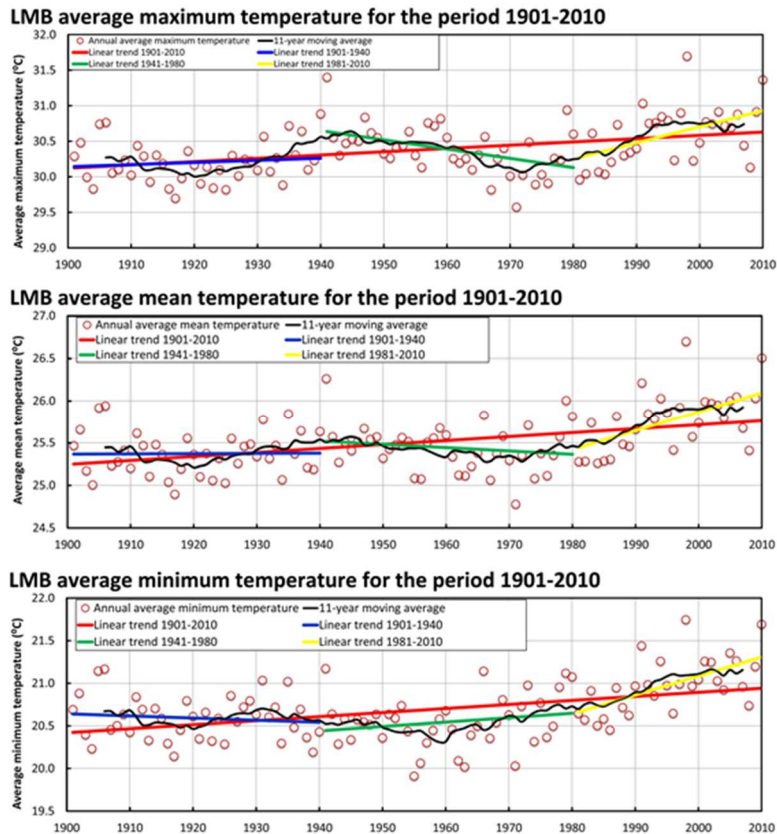 LMB average maximum temperature for the period 1901-2010
Average maximum temperature (°C)
32.0
31.5
31.0
30.5
30.0
29.5
29.0
Annual average maximum temperature 11-year moving average
Linear trend 1901-2010 Linear trend 1901-1940
Linear trend 1941-1980 Linear trend 1981-2010
1900 1910 1920 1930 1940 1950 1960 1970 1980 1990 2000 2010
LMB average mean temperature for the period 1901-2010
Average mean temperature (°C)
27.0
26.5
26.0
25.5
25.0
24.5
Annual average mean temperature 11-year moving average
Linear trend 1901-2010 Linear trend 1901-1940
Linear trend 1941-1980 Linear trend 1981-2010
1900 1910 1920 1930 1940 1950 1960 1970 1980 1990 2000 2010
LMB average minimum temperature for the period 1901-2010
Average minimum temperature (°C)
22.0
21.5
21.0
20.5
20.0
19.5
Annual average minimum temperature 11-year moving average
Linear trend 1901-2010 Linear trend 1901-1940
Linear trend 1941-1980 Linear trend 1981-2010
1900 1910 1920 1930 1940 1950 1960 1970 1980 1990 2000 2010